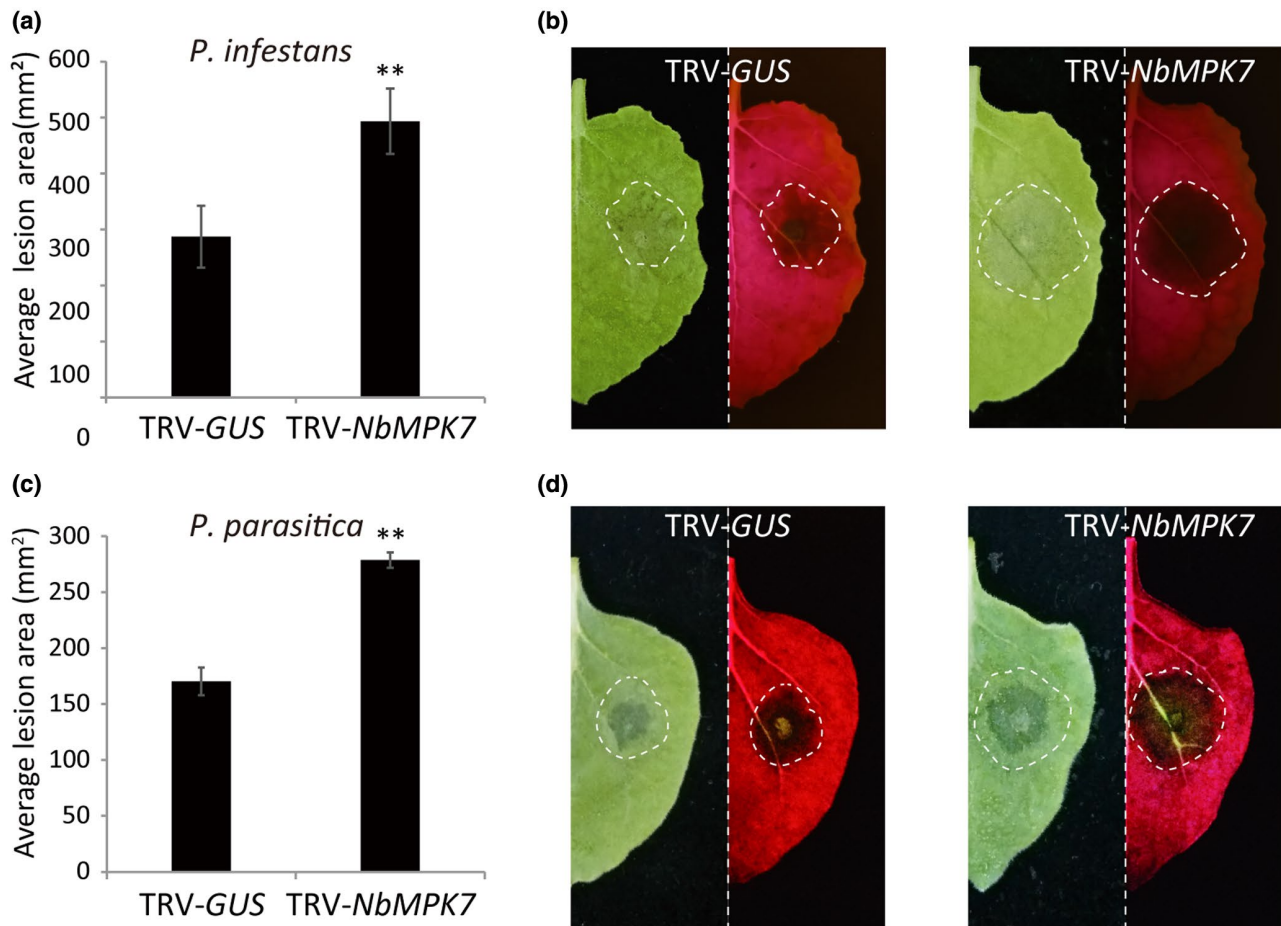 (a)
P. infestans
**
Average lesion area(mm²)
600
500
400
300
200
100
0
TRV-GUS TRV-NbMPK7
(b)
TRV-GUS
TRV-NbMPK7
(c)
P. parasitica
**
Average lesion area (mm²)
300
250
200
150
100
50
0
TRV-GUS TRV-NbMPK7
(d)
TRV-GUS
TRV-NbMPK7